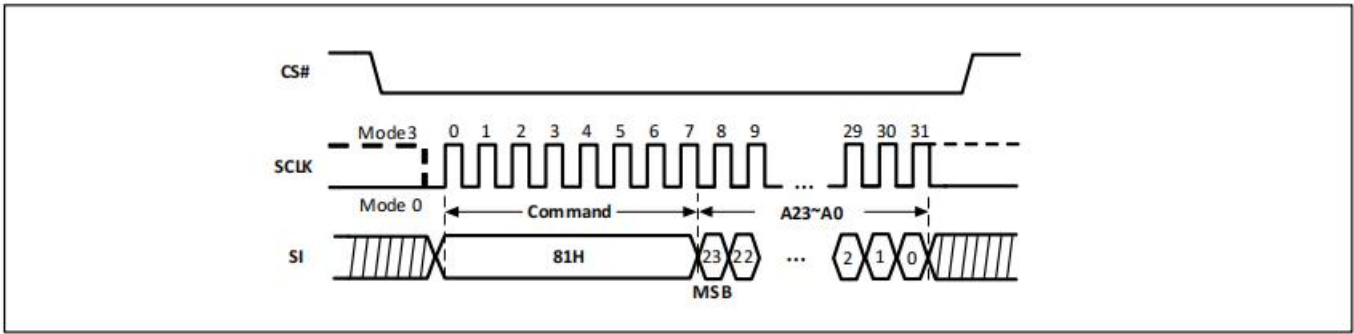 CS#
Mode3 0 1 2 3 4 5 6 7 8 9 29 30 31
SCLK
...
Mode 0
Command A23~A0
SI 81H 23 22 ... 2 1 0
MSB